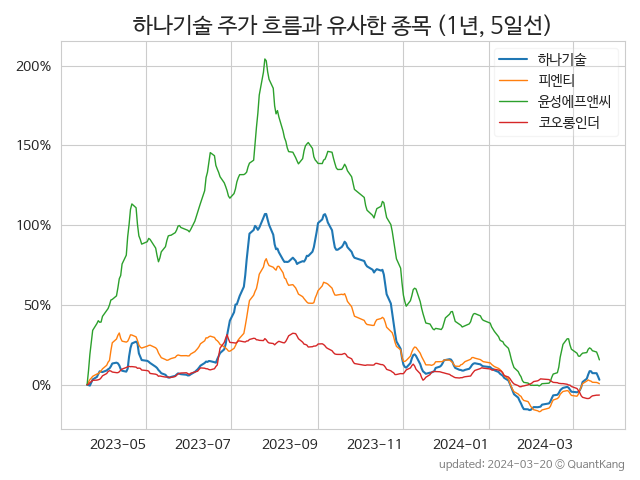 하나기술 주가 흐름과 유사한 종목 (1년, 5일선)
하나기술
피엔티
윤성에프앤씨
코오롱인더
200%
150%
100%
50%
0%
2023-05
2023-07
2023-09
2023-11
2024-01
2024-03
updated: 2024-03-20 © QuantKang